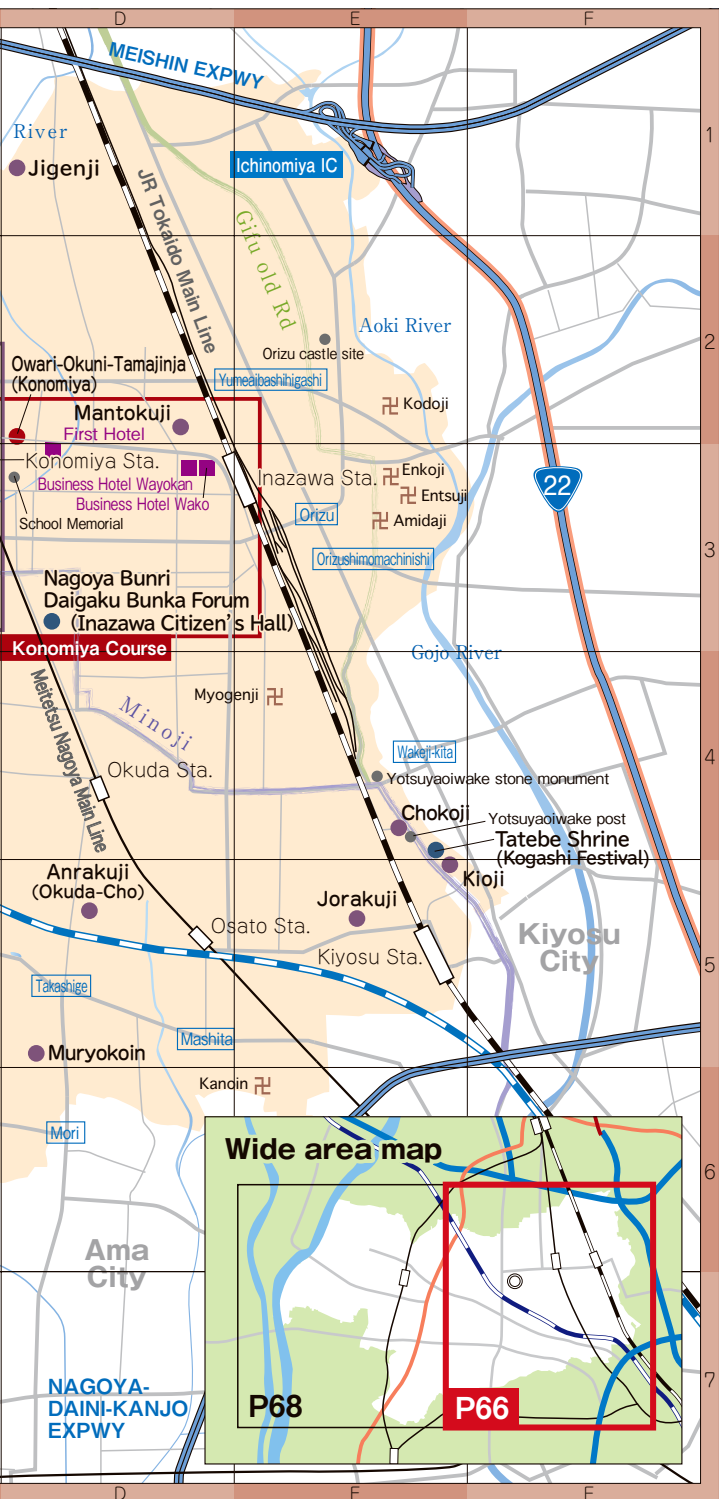 D
E
F
MEISHIN EXPWY
1
River
Jigenji
Ichinomiya IC
JR Tokaido Main Line
Gifu old Rd
2
Aoki River
Orizu castle site
Owari-Okuni-Tamajinja
(Konomiya)
Yumeaibashihigashi
Kodoji
Mantokuji
First Hotel
Konomiya Sta.
Inazawa Sta.
Enkoji
22
Business Hotel Wayokan
Entsuji
Business Hotel Wako
School Memorial
Orizu
Amidaji
3
Orizushimomachinishi
Nagoya Bunri
Daigaku Bunka Forum
(Inazawa Citizen's Hall)
Konomiya Course
Gojo River
Meitetsu Nagoya Main Line
Myogenji
Minoji
4
Wakeji-kita
Okuda Sta.
Yotsuyaoiwake stone monument
Chokoji
Yotsuyaoiwake post
Tatebe Shrine
(Kogashi Festival)
Anrakuji
(Okuda-Cho)
Kioji
Jorakuji
Osato Sta.
Kiyosu
City
Kiyosu Sta.
5
Takashige
Mashita
Muryokoin
Kanoin
Mori
Wide area map
6
Ama
City
NAGOYA-
DAINI-KANJO
EXPWY
P68
P66
7
D
E
F